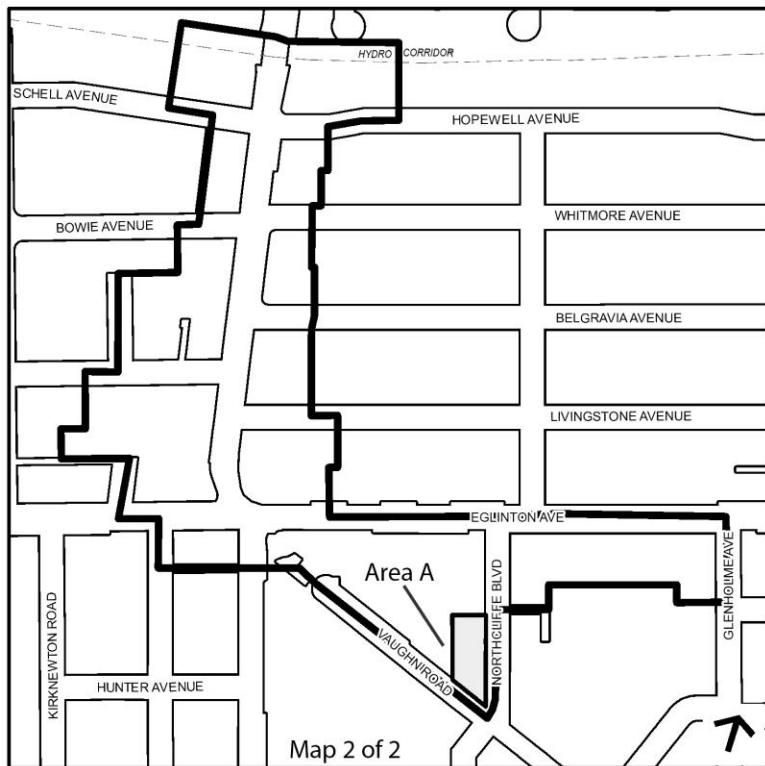 HYDRO CORRIDOR
SCHELL AVENUE
HOPEWELL AVENUE
BOWIE AVENUE
WHITMORE AVENUE
BELGRAVIA AVENUE
LIVINGSTONE AVENUE
EGLINTON AVE
Area A
KIRKNEWTON ROAD
VAUGHN ROAD
NORTHCLIFFE BLVD
GLENHOLME AVE
HUNTER AVENUE
Map 2 of 2